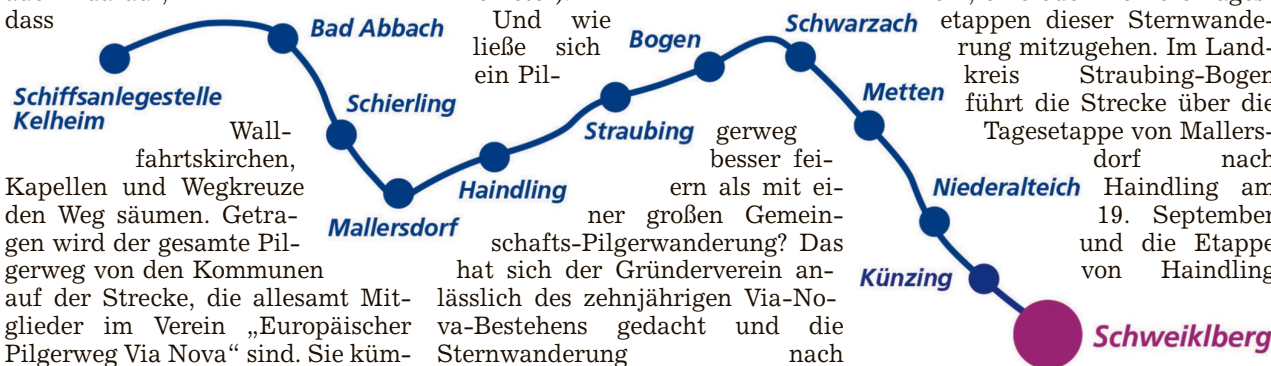 dass
Wall-
fahrtskirchen,
Kapellen und Wegkreuze
den Weg säumen. Getra-
gen wird der gesamte Pil-
gerweg von den Kommunen
auf der Strecke, die allesamt Mit-
glieder im Verein „Europäischer
Pilgerweg Via Nova“ sind. Sie küm-
Und wie
ließe sich
ein Pil-
gerweg
besser fei-
ern als mit ei-
ner großen Gemein-
schafts-Pilgerwanderung? Das
hat sich der Gründerverein an-
lässlich des zehnjährigen Via-No-
va-Bestehens gedacht und die
Sternwanderung nach
etappen dieser Sternwande-
rung mitzugehen. Im Land-
kreis Straubing-Bogen
führt die Strecke über die
Tagesetappe von Mallers-
dorf nach
Haindling am
19. September
und die Etappe
von Haindling
Schiffsanlegestelle
Kelheim
Bad Abbach
Schierling
Mallersdorf
Haindling
Straubing
Bogen
Schwarzach
Metten
Niederalteich
Künzing
Schweiklberg